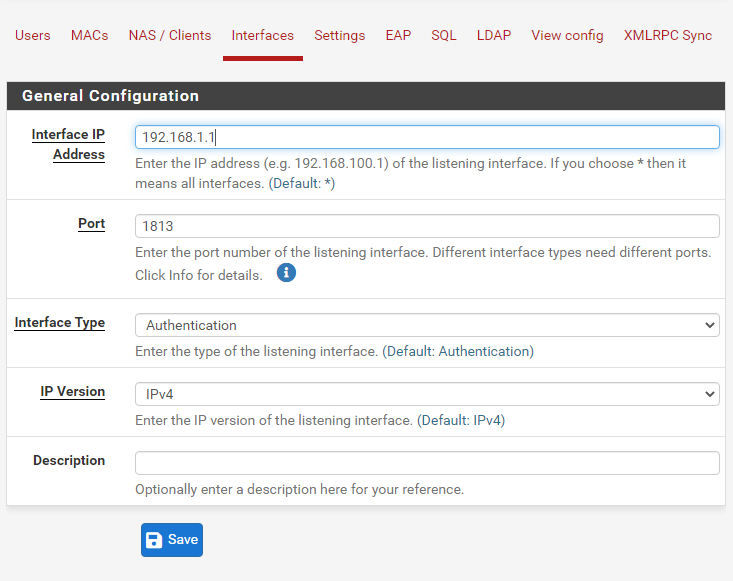 Users MACs NAS / Clients Interfaces Settings EAP SQL LDAP View config XMLRPC Sync
General Configuration
Interface IP
Address
192.168.1.1
Enter the IP address (e.g. 192.168.100.1) of the listening interface. If you choose * then it
means all interfaces. (Default: *)
Port
1813
Enter the port number of the listening interface. Different interface types need different ports.
Click Info for details.
Interface Type
Authentication
Enter the type of the listening interface. (Default: Authentication)
IP Version
IPv4
Enter the IP version of the listening interface. (Default: IPv4)
Description
Optionally enter a description here for your reference.
Save